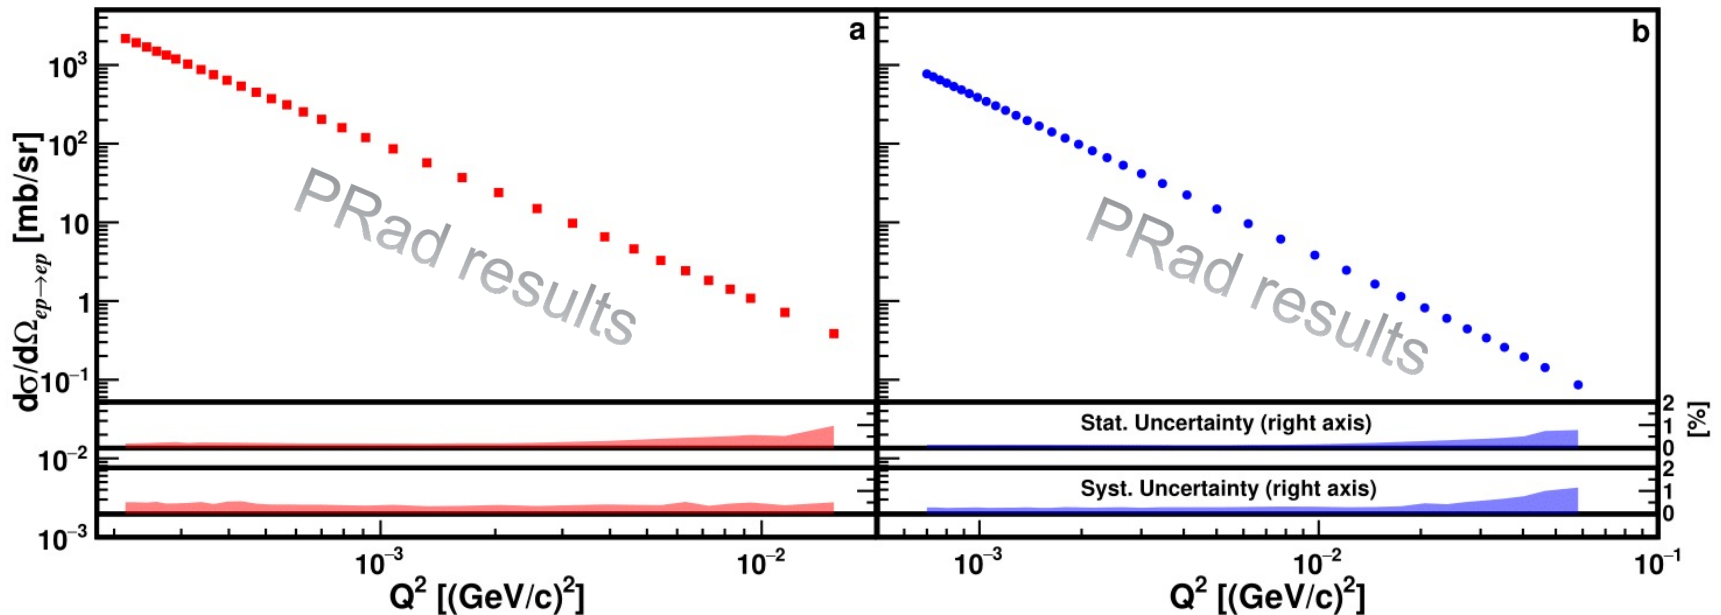 a
b
10³
10²
10
1
10⁻¹
10⁻²
10⁻³
dσ/dΩₑₚ→ₑₚ [mb/sr]
PRad results
PRad results
Stat. Uncertainty (right axis)
Syst. Uncertainty (right axis)
2
1
0
2
1
0
[%]
10⁻³
10⁻²
10⁻³
10⁻²
10⁻¹
Q² [(GeV/c)²]
Q² [(GeV/c)²]